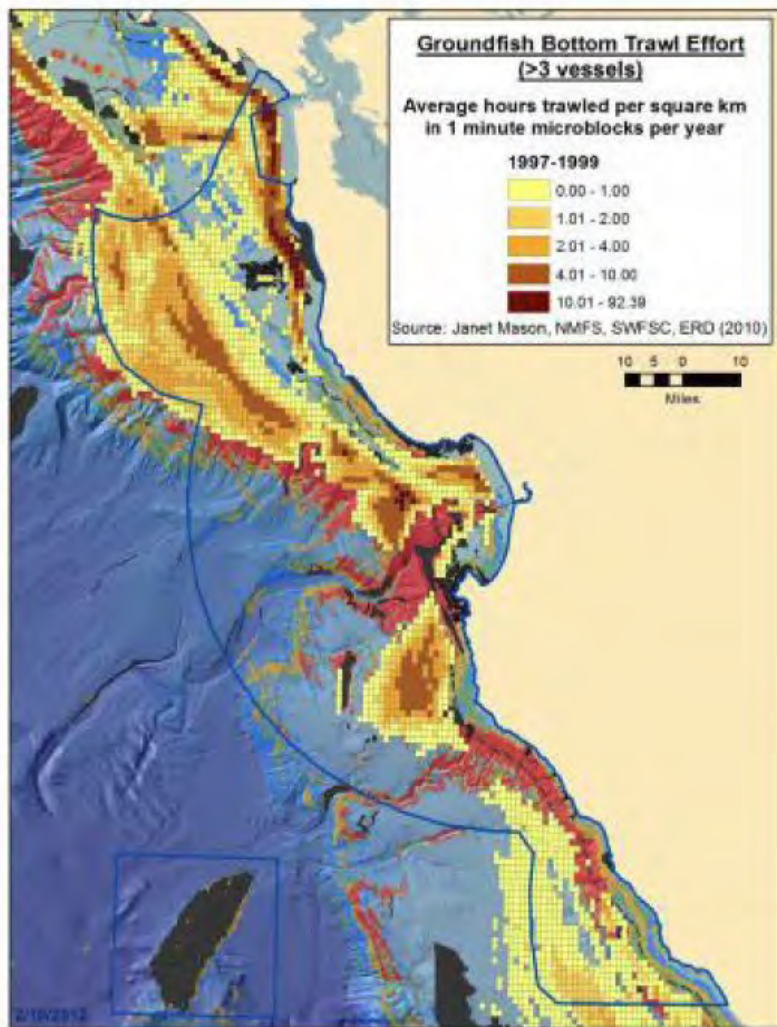 Groundfish Bottom Trawl Effort
(>3 vessels)
Average hours trawled per square km
in 1 minute microblocks per year
1997-1999
0.00 - 1.00
1.01 - 2.00
2.01 - 4.00
4.01 - 10.00
10.01 - 92.39
Source: Janet Mason, NMFS, SWFSC, ERD (2010)
10 5 0 10
Miles
2/10/2012